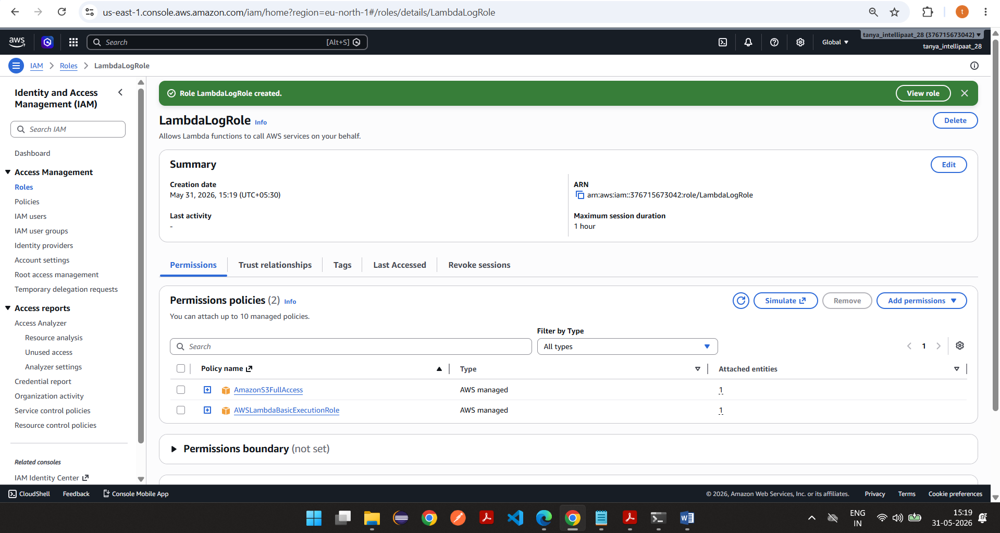 us-east-1.console.aws.amazon.com/iam/home?region=eu-north-1#/roles/details/LambdaLogRole
t
aws
Search
[Alt+S]
Global
tanya_intellipaat_28 (376715673042)
tanya_intellipaat_28
IAM
Roles
LambdaLogRole
Identity and Access
Management (IAM)
Search IAM
Dashboard
Access Management
Roles
Policies
IAM users
IAM user groups
Identity providers
Account settings
Root access management
Temporary delegation requests
Access reports
Access Analyzer
Resource analysis
Unused access
Analyzer settings
Credential report
Organization activity
Service control policies
Resource control policies
Related consoles
IAM Identity Center
Role LambdaLogRole created.
View role
LambdaLogRole Info
Delete
Allows Lambda functions to call AWS services on your behalf.
Summary
Edit
Creation date
May 31, 2026, 15:19 (UTC+05:30)
ARN
arn:aws:iam::376715673042:role/LambdaLogRole
Last activity
-
Maximum session duration
1 hour
Permissions
Trust relationships
Tags
Last Accessed
Revoke sessions
Permissions policies (2) Info
Simulate
Remove
Add permissions
You can attach up to 10 managed policies.
Filter by Type
Search
All types
1
Policy name
Type
Attached entities
AmazonS3FullAccess
AWS managed
1
AWSLambdaBasicExecutionRole
AWS managed
1
Permissions boundary (not set)
CloudShell
Feedback
Console Mobile App
© 2026, Amazon Web Services, Inc. or its affiliates.
Privacy
Terms
Cookie preferences
ENG
IN
15:19
31-05-2026